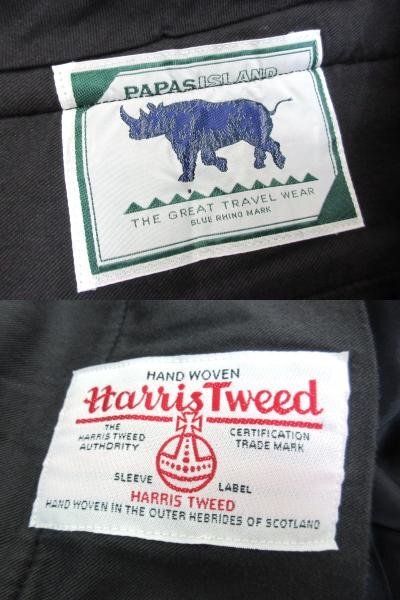 PAPAS ISLAND
THE GREAT TRAVEL WEAR
BLUE RHINO MARK
HAND WOVEN
Harris Tweed
THE HARRIS TWEED AUTHORITY
CERTIFICATION TRADE MARK
SLEEVE LABEL
HARRIS TWEED
HAND WOVEN IN THE OUTER HEBRIDES OF SCOTLAND